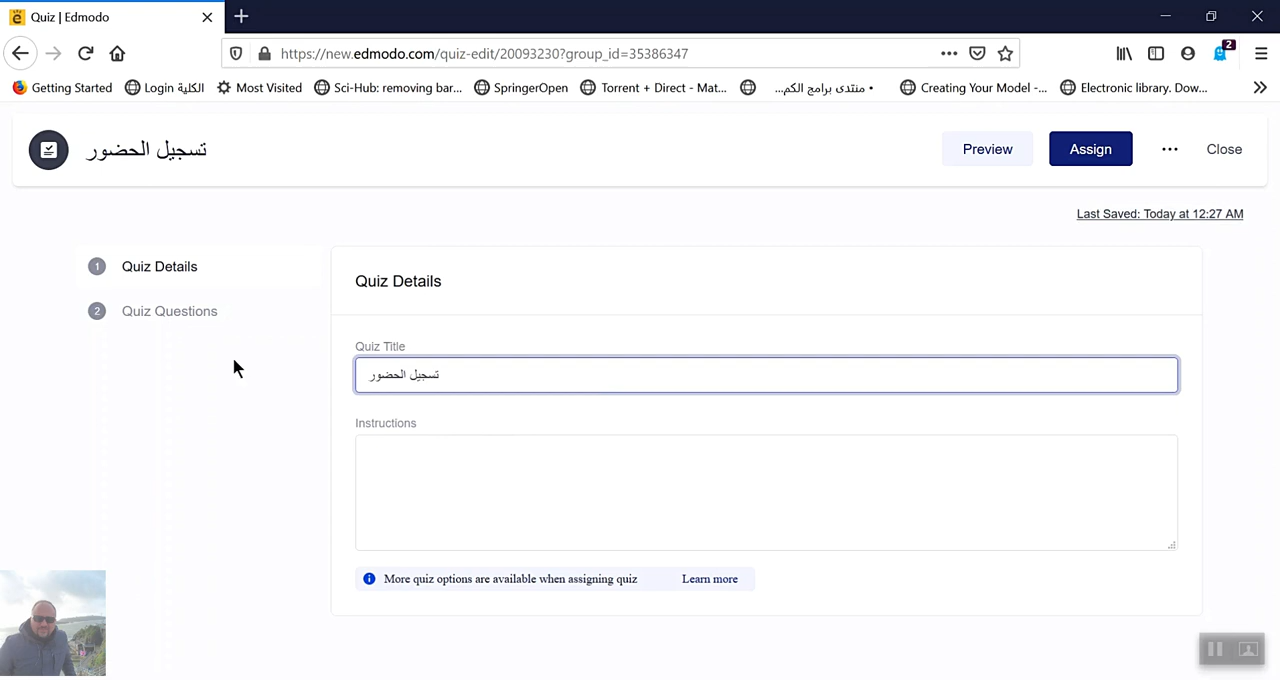 Quiz | Edmodo
https://new.edmodo.com/quiz-edit/20093230?group_id=35386347
2
Getting Started
Login الكلية
Most Visited
Sci-Hub: removing bar...
SpringerOpen
Torrent + Direct - Mat...
منتدى برامج الكم...
Creating Your Model -...
Electronic library. Dow...
تسجيل الحضور
Preview
Assign
Close
Last Saved: Today at 12:27 AM
1 Quiz Details
2 Quiz Questions
Quiz Details
Quiz Title
تسجيل الحضور
Instructions
More quiz options are available when assigning quiz Learn more